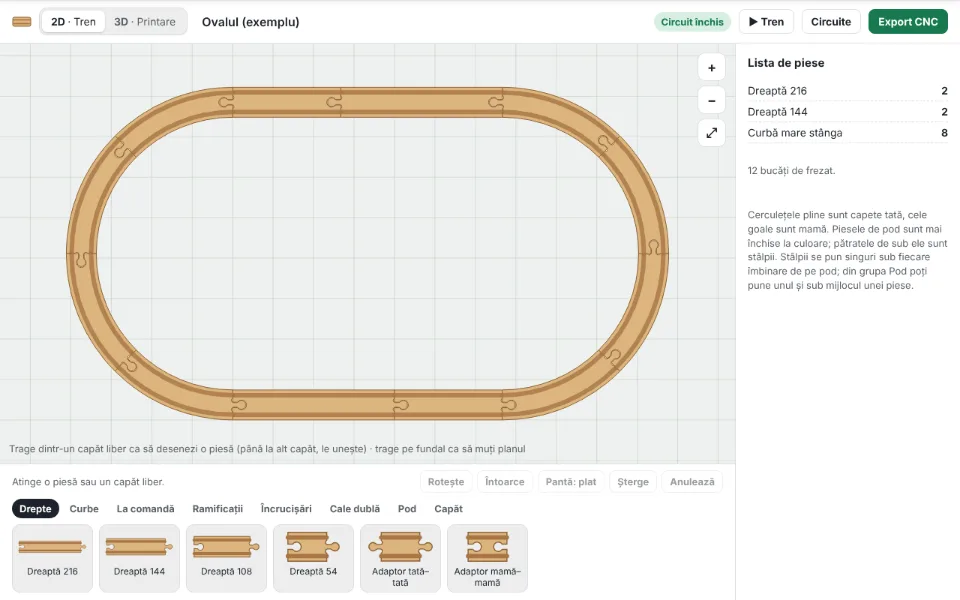 2D · Tren
3D · Printare
Ovalul (exemplu)
Circuit închis
▶ Tren
Circuite
Export CNC
+
−
Lista de piese
Dreaptă 216 2
Dreaptă 144 2
Curbă mare stânga 8
12 bucăți de frezat.
Cerculețele pline sunt capete tată, cele
goale sunt mamă. Piesele de pod sunt mai
închise la culoare; pătratele de sub ele sunt
stâlpii. Stâlpii se pun singuri sub fiecare
îmbinare de pe pod; din grupa Pod poți
pune unul și sub mijlocul unei piese.
Trage dintr-un capăt liber ca să desenezi o piesă (până la alt capăt, le unește) · trage pe fundal ca să muți planul
Atinge o piesă sau un capăt liber.
Rotește
Întoarce
Pantă: plat
Șterge
Anulează
Drepte
Curbe
La comandă
Ramificații
Încrucișări
Cale dublă
Pod
Capăt
Dreaptă 216
Dreaptă 144
Dreaptă 108
Dreaptă 54
Adaptor tată–
tată
Adaptor mamă–
mamă